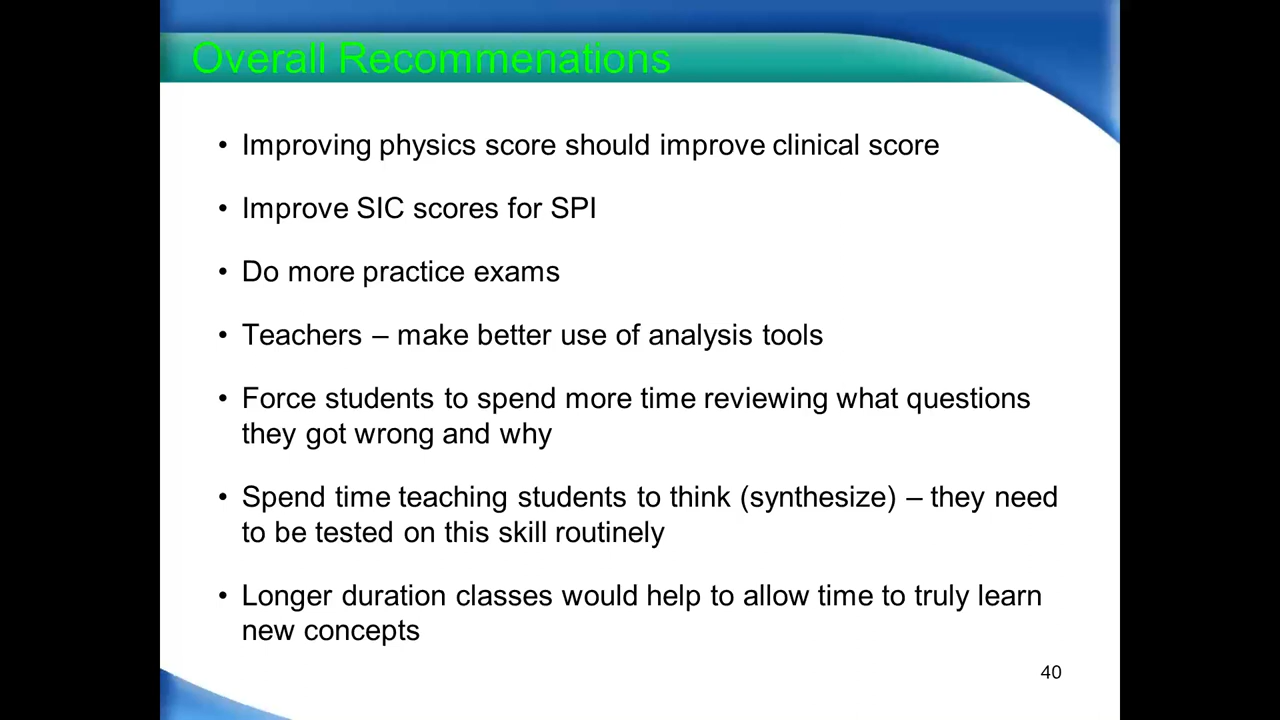 Overall Recommenations
• Improving physics score should improve clinical score
• Improve SIC scores for SPI
• Do more practice exams
• Teachers – make better use of analysis tools
• Force students to spend more time reviewing what questions
they got wrong and why
• Spend time teaching students to think (synthesize) – they need
to be tested on this skill routinely
• Longer duration classes would help to allow time to truly learn
new concepts
40